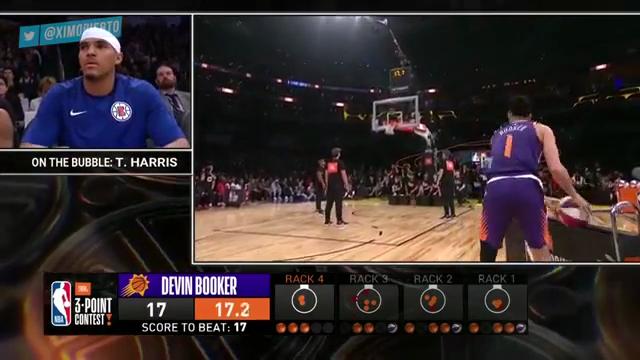 @XIMOPIERTO
ON THE BUBBLE: T. HARRIS
BOOKER
1
NBA
JBL
3-POINT
CONTEST
DEVIN BOOKER
17
17.2
SCORE TO BEAT: 17
RACK 4
RACK 3
RACK 2
RACK 1